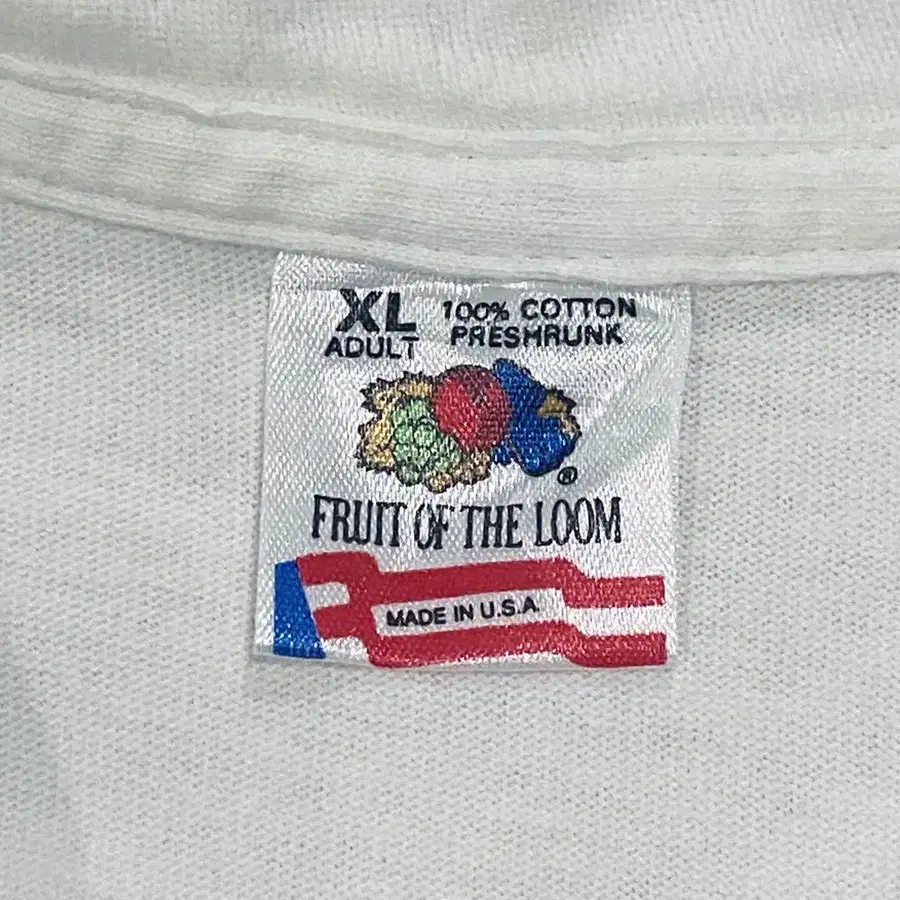 XL 100% COTTON
ADULT PRESHRUNK
®
FRUIT OF THE LOOM
MADE IN U.S.A.